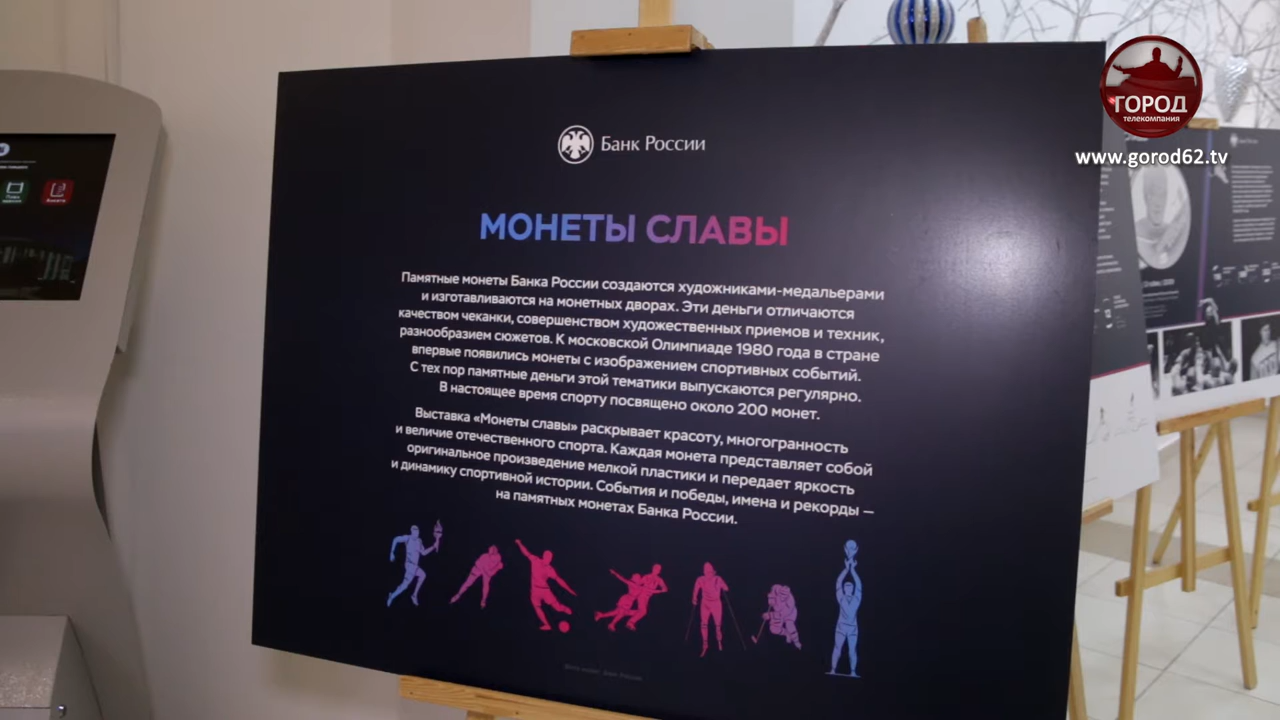 ГОРОД
телекомпания
www.gorod62.tv
Банк России
МОНЕТЫ СЛАВЫ
Памятные монеты Банка России создаются художниками-медальерами
и изготавливаются на монетных дворах. Эти деньги отличаются
качеством чеканки, совершенством художественных приемов и техник,
разнообразием сюжетов. К московской Олимпиаде 1980 года в стране
впервые появились монеты с изображением спортивных событий.
С тех пор памятные деньги этой тематики выпускаются регулярно.
В настоящее время спорту посвящено около 200 монет.
Выставка «Монеты славы» раскрывает красоту, многогранность
и величие отечественного спорта. Каждая монета представляет собой
оригинальное произведение мелкой пластики и передает яркость
и динамику спортивной истории. События и победы, имена и рекорды —
на памятных монетах Банка России.